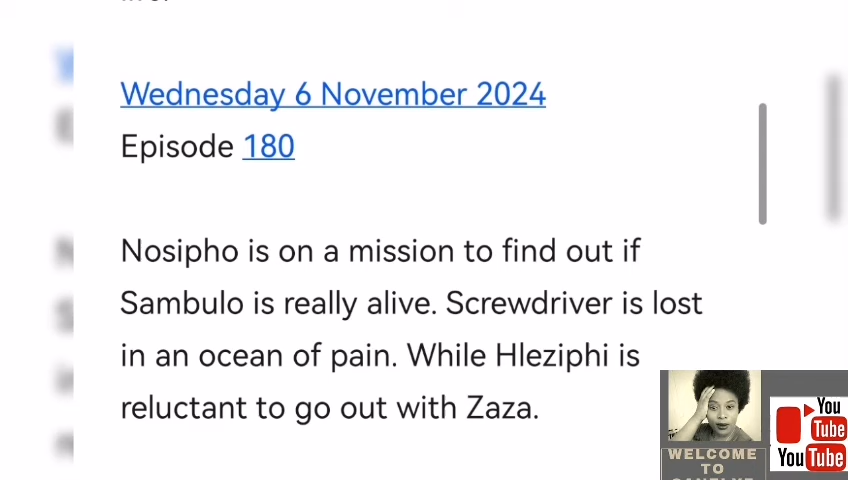 Wednesday 6 November 2024
Episode 180
Nosipho is on a mission to find out if
Sambulo is really alive. Screwdriver is lost
in an ocean of pain. While Hleziphi is
reluctant to go out with Zaza.
You
Tube
YouTube
WELCOME
TO